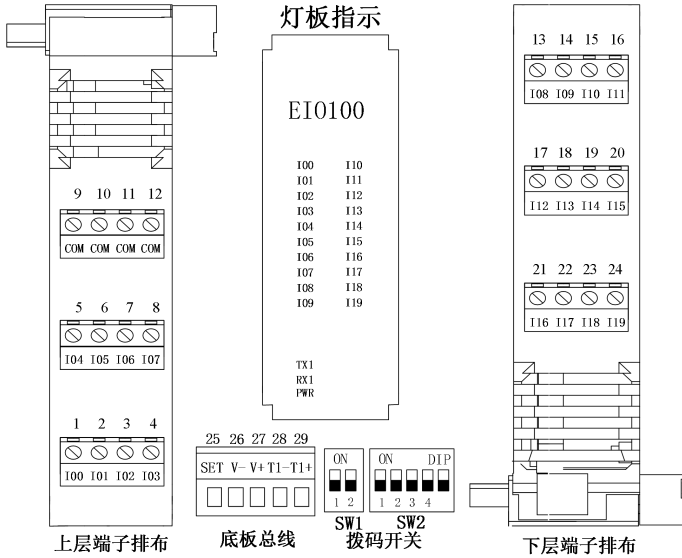 灯板指示
9 10 11 12
COM COM COM COM
5 6 7 8
I04 I05 I06 I07
1 2 3 4
I00 I01 I02 I03
上层端子排布
EIO100
I00 I10
I01 I11
I02 I12
I03 I13
I04 I14
I05 I15
I06 I16
I07 I17
I08 I18
I09 I19
TX1
RX1
PWR
25 26 27 28 29
SET V- V+ T1- T1+
底板总线
ON
1 2
SW1
ON DIP
1 2 3 4
SW2
拨码开关
13 14 15 16
I08 I09 I10 I11
17 18 19 20
I12 I13 I14 I15
21 22 23 24
I16 I17 I18 I19
下层端子排布